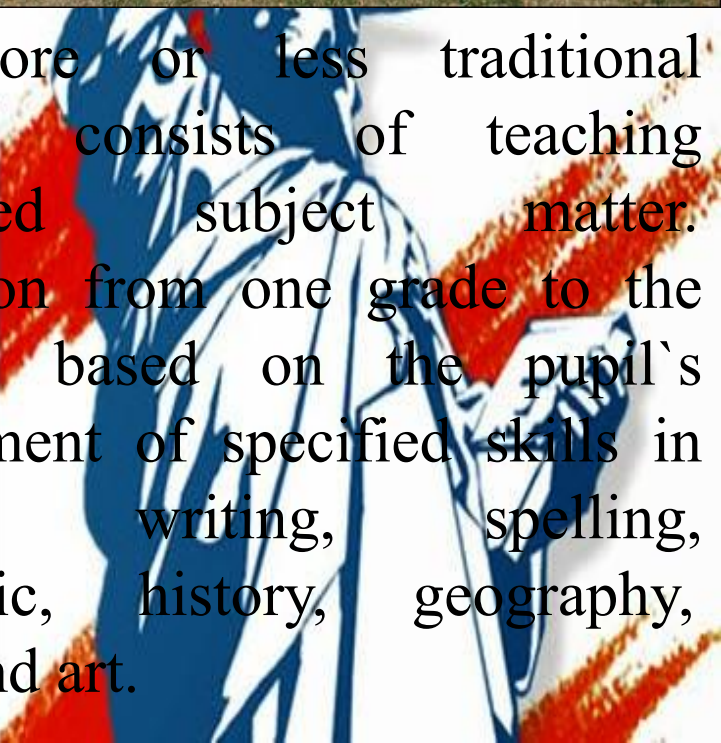 ore or less traditional
consists of teaching
ed subject matter.
on from one grade to the
based on the pupil`s
ment of specified skills in
writing, spelling,
ic, history, geography,
nd art.